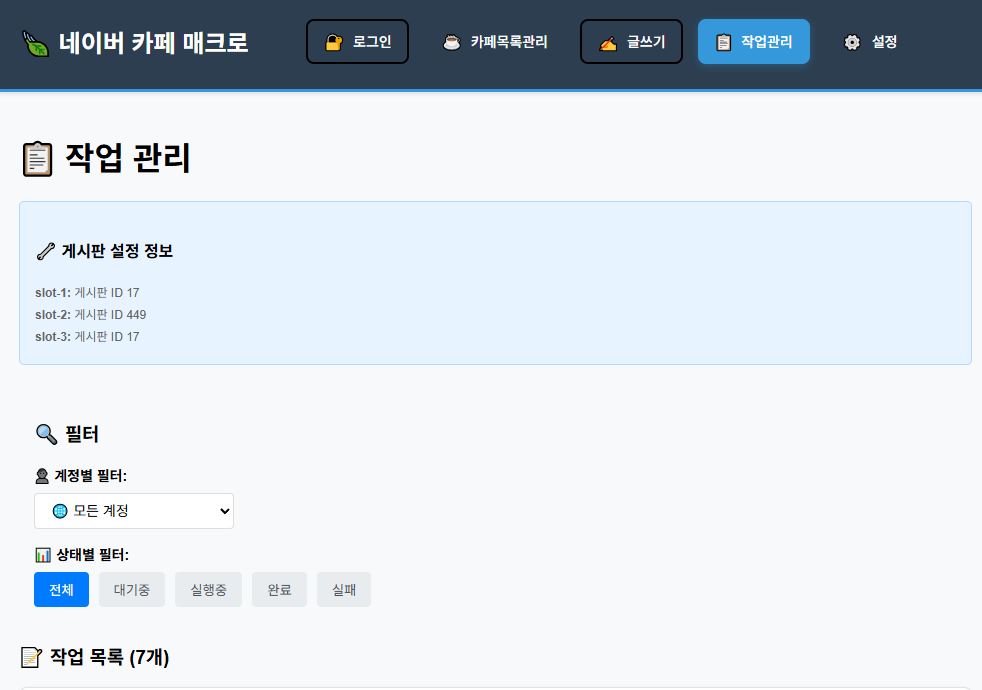 네이버 카페 매크로
로그인
카페목록관리
글쓰기
작업관리
설정
작업 관리
게시판 설정 정보
slot-1: 게시판 ID 17
slot-2: 게시판 ID 449
slot-3: 게시판 ID 17
필터
계정별 필터:
모든 계정
상태별 필터:
전체
대기중
실행중
완료
실패
작업 목록 (7개)